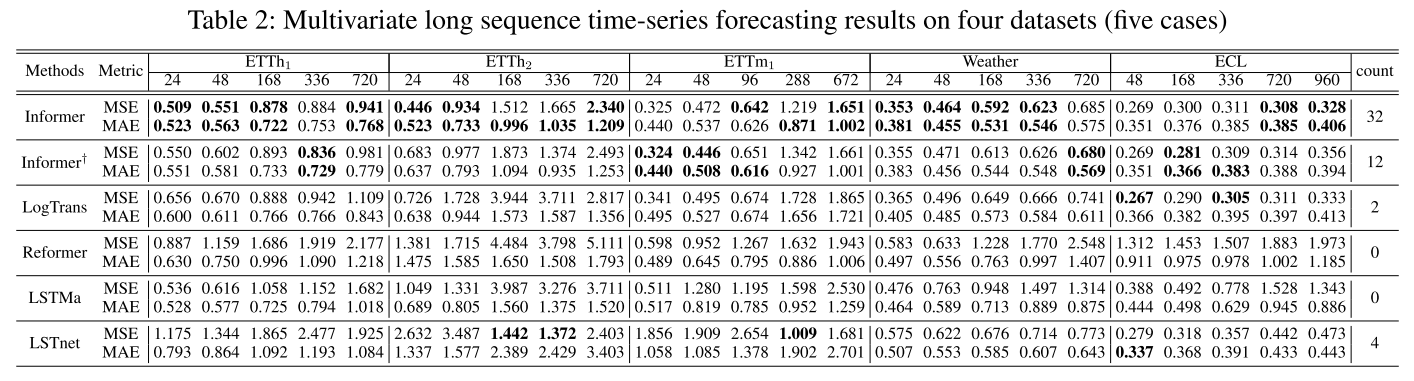 Table 2: Multivariate long sequence time-series forecasting results on four datasets (five cases)
Methods Metric ETTh1 ETTh2 ETTm1 Weather ECL count
24 48 168 336 720 24 48 168 336 720 24 48 96 288 672 24 48 168 336 720 48 168 336 720 960
Informer MSE 0.509 0.551 0.878 0.884 0.941 0.446 0.934 1.512 1.665 2.340 0.325 0.472 0.642 1.219 1.651 0.353 0.464 0.592 0.623 0.685 0.269 0.300 0.311 0.308 0.328 32
MAE 0.523 0.563 0.722 0.753 0.768 0.523 0.733 0.996 1.035 1.209 0.440 0.537 0.626 0.871 1.002 0.381 0.455 0.531 0.546 0.575 0.351 0.376 0.385 0.385 0.406
Informer† MSE 0.550 0.602 0.893 0.836 0.981 0.683 0.977 1.873 1.374 2.493 0.324 0.446 0.651 1.342 1.661 0.355 0.471 0.613 0.626 0.680 0.269 0.281 0.309 0.314 0.356 12
MAE 0.551 0.581 0.733 0.729 0.779 0.637 0.793 1.094 0.935 1.253 0.440 0.508 0.616 0.927 1.001 0.383 0.456 0.544 0.548 0.569 0.351 0.366 0.383 0.388 0.394
LogTrans MSE 0.656 0.670 0.888 0.942 1.109 0.726 1.728 3.944 3.711 2.817 0.341 0.495 0.674 1.728 1.865 0.365 0.496 0.649 0.666 0.741 0.267 0.290 0.305 0.311 0.333 2
MAE 0.600 0.611 0.766 0.766 0.843 0.638 0.944 1.573 1.587 1.356 0.495 0.527 0.674 1.656 1.721 0.405 0.485 0.573 0.584 0.611 0.366 0.382 0.395 0.397 0.413
Reformer MSE 0.887 1.159 1.686 1.919 2.177 1.381 1.715 4.484 3.798 5.111 0.598 0.952 1.267 1.632 1.943 0.583 0.633 1.228 1.770 2.548 1.312 1.453 1.507 1.883 1.973 0
MAE 0.630 0.750 0.996 1.090 1.218 1.475 1.585 1.650 1.508 1.793 0.489 0.645 0.795 0.886 1.006 0.497 0.556 0.763 0.997 1.407 0.911 0.975 0.978 1.002 1.185
LSTMa MSE 0.536 0.616 1.058 1.152 1.682 1.049 1.331 3.987 3.276 3.711 0.511 1.280 1.195 1.598 2.530 0.476 0.763 0.948 1.497 1.314 0.388 0.492 0.778 1.528 1.343 0
MAE 0.528 0.577 0.725 0.794 1.018 0.689 0.805 1.560 1.375 1.520 0.517 0.819 0.785 0.952 1.259 0.464 0.589 0.713 0.889 0.875 0.444 0.498 0.629 0.945 0.886
LSTnet MSE 1.175 1.344 1.865 2.477 1.925 2.632 3.487 1.442 1.372 2.403 1.856 1.909 2.654 1.009 1.681 0.575 0.622 0.676 0.714 0.773 0.279 0.318 0.357 0.442 0.473 4
MAE 0.793 0.864 1.092 1.193 1.084 1.337 1.577 2.389 2.429 3.403 1.058 1.085 1.378 1.902 2.701 0.507 0.553 0.585 0.607 0.643 0.337 0.368 0.391 0.433 0.443